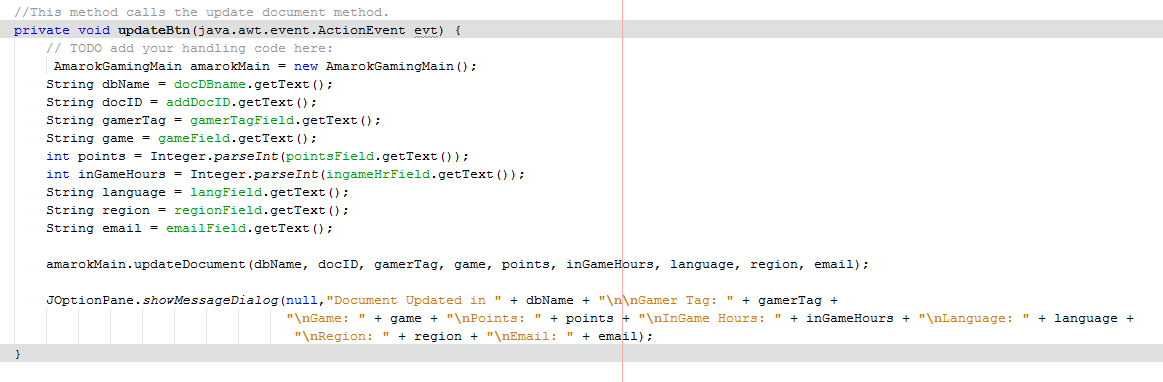 //This method calls the update document method.
private void updateBtn(java.awt.event.ActionEvent evt) {
// TODO add your handling code here:
AmarokGamingMain amarokMain = new AmarokGamingMain();
String dbName = docDBname.getText();
String docID = addDocID.getText();
String gamerTag = gamerTagField.getText();
String game = gameField.getText();
int points = Integer.parseInt(pointsField.getText());
int inGameHours = Integer.parseInt(ingameHrField.getText());
String language = langField.getText();
String region = regionField.getText();
String email = emailField.getText();
amarokMain.updateDocument(dbName, docID, gamerTag, game, points, inGameHours, language, region, email);
JOptionPane.showMessageDialog(null,"Document Updated in " + dbName + "\n\nGamer Tag: " + gamerTag +
"\nGame: " + game + "\nPoints: " + points + "\nInGame Hours: " + inGameHours + "\nLanguage: " + language +
"\nRegion: " + region + "\nEmail: " + email);
}